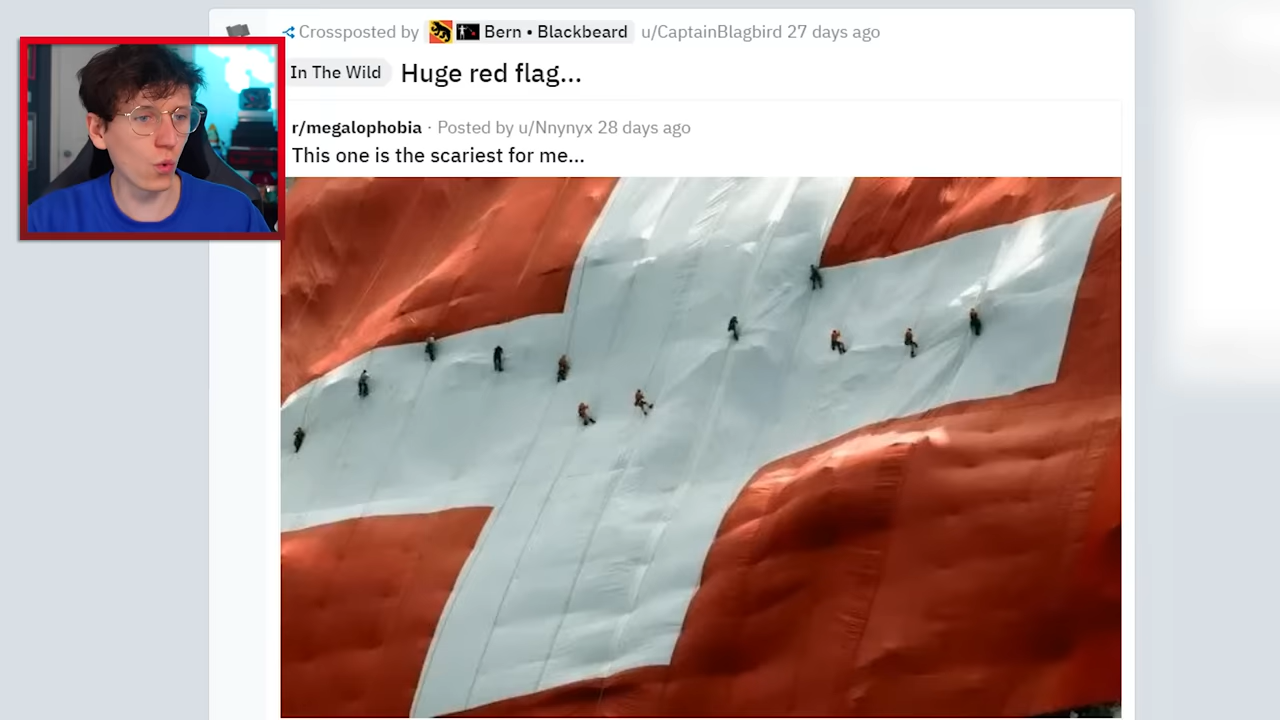 Crossposted by Bern • Blackbeard u/CaptainBlagbird 27 days ago
In The Wild Huge red flag...
r/megalophobia · Posted by u/Nnynyx 28 days ago
This one is the scariest for me...